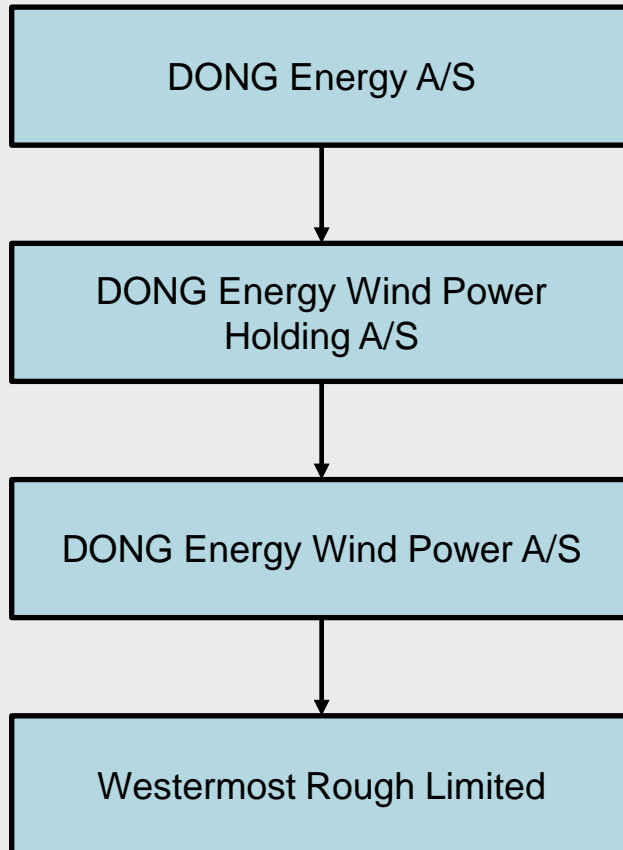 DONG Energy A/S
DONG Energy Wind Power
Holding A/S
DONG Energy Wind Power A/S
Westermost Rough Limited